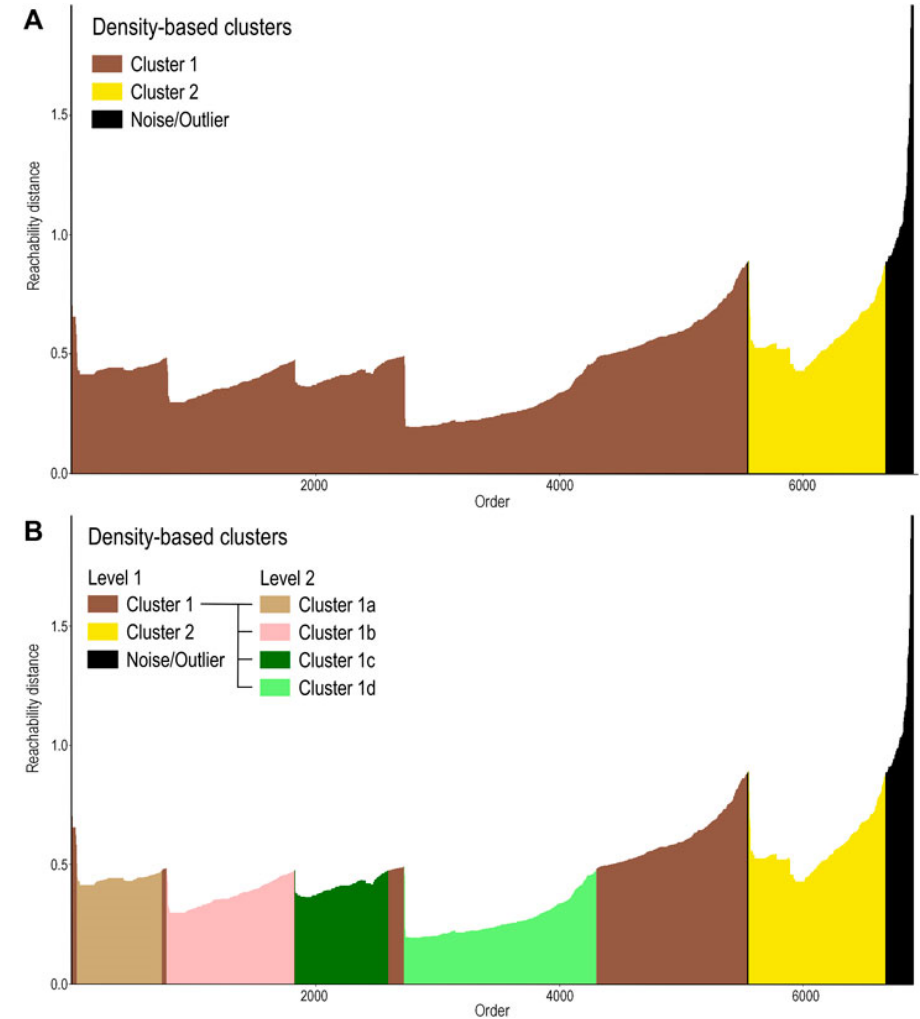 A
Density-based clusters
Cluster 1
Cluster 2
Noise/Outlier
Reachability distance
1.5
1.0
0.5
0.0
2000
4000
6000
Order
B
Density-based clusters
Level 1
Level 2
Cluster 1
Cluster 1a
Cluster 2
Cluster 1b
Noise/Outlier
Cluster 1c
Cluster 1d
Reachability distance
1.5
1.0
0.5
0.0
2000
4000
6000
Order